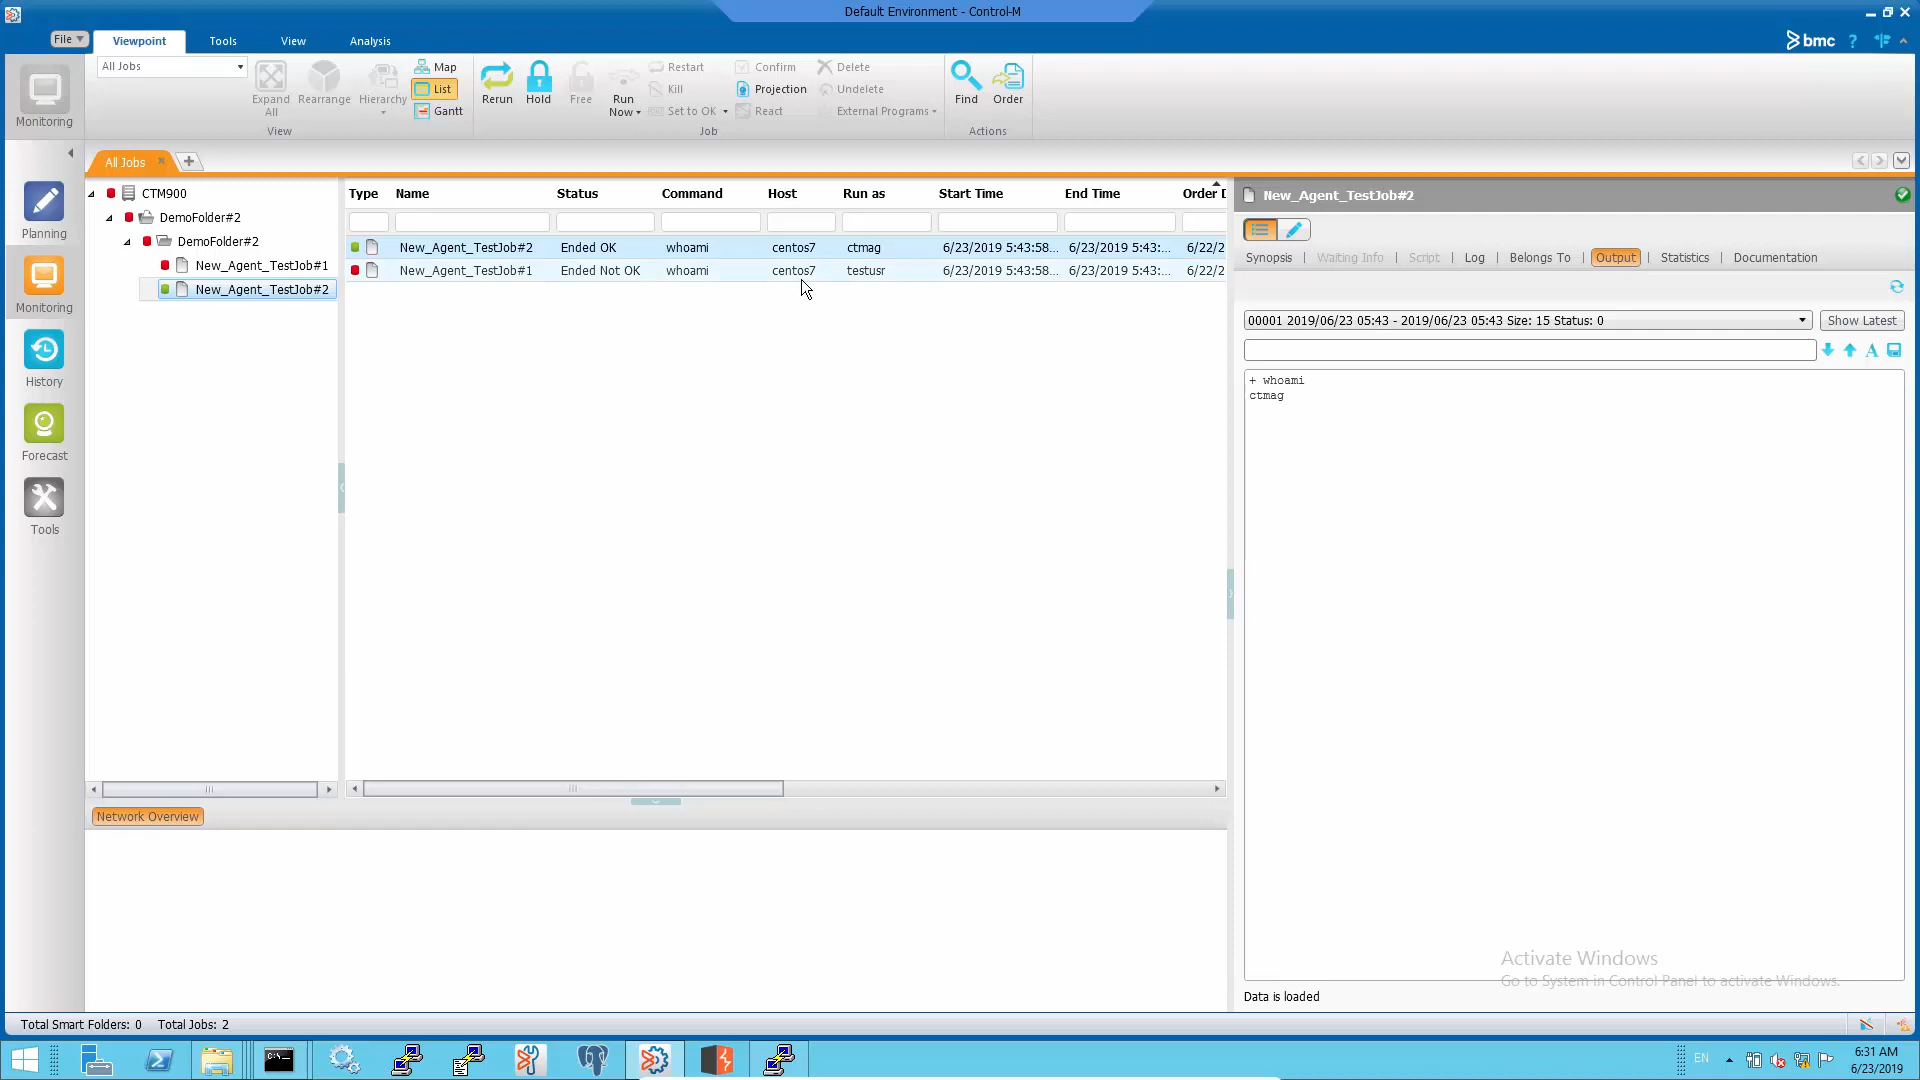 Default Environment - Control-M
File
Viewpoint
Tools
View
Analysis
bmc
?
All Jobs
Expand All
Rearrange
Hierarchy
Map
List
Gantt
View
Rerun
Hold
Free
Run Now
Restart
Kill
Set to OK
Confirm
Projection
React
Delete
Undelete
External Programs
Job
Find
Order
Actions
Monitoring
Planning
Monitoring
History
Forecast
Tools
All Jobs
CTM900
DemoFolder#2
DemoFolder#2
New_Agent_TestJob#1
New_Agent_TestJob#2
Type Name Status Command Host Run as Start Time End Time Order D
New_Agent_TestJob#2 Ended OK whoami centos7 ctmag 6/23/2019 5:43:58... 6/23/2019 5:43:... 6/22/2
New_Agent_TestJob#1 Ended Not OK whoami centos7 testusr 6/23/2019 5:43:58... 6/23/2019 5:43:... 6/22/2
Network Overview
New_Agent_TestJob#2
Synopsis | Waiting Info | Script | Log | Belongs To | Output | Statistics | Documentation
00001 2019/06/23 05:43 - 2019/06/23 05:43 Size: 15 Status: 0
Show Latest
A
+ whoami
ctmag
Activate Windows
Go to System in Control Panel to activate Windows.
Data is loaded
Total Smart Folders: 0 Total Jobs: 2
C:\_
EN
6:31 AM
6/23/2019